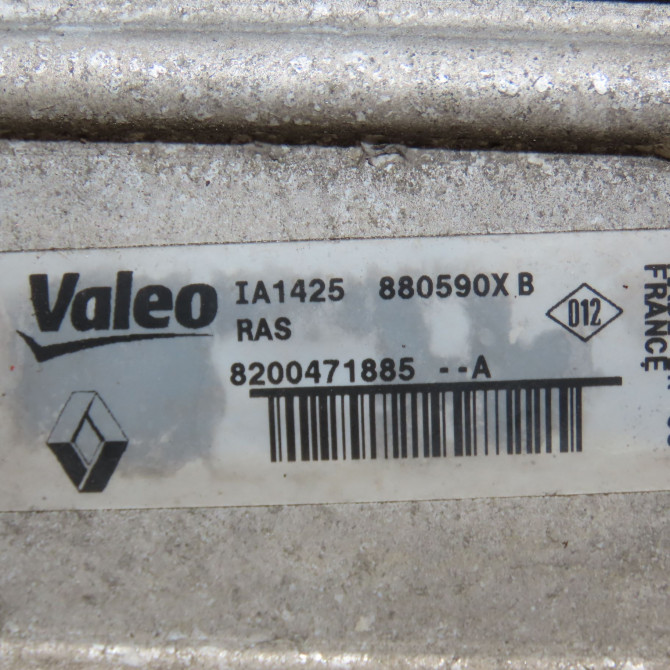 Valeo IA1425 880590X B
D12
RAS
8200471885 --A
FRANCE